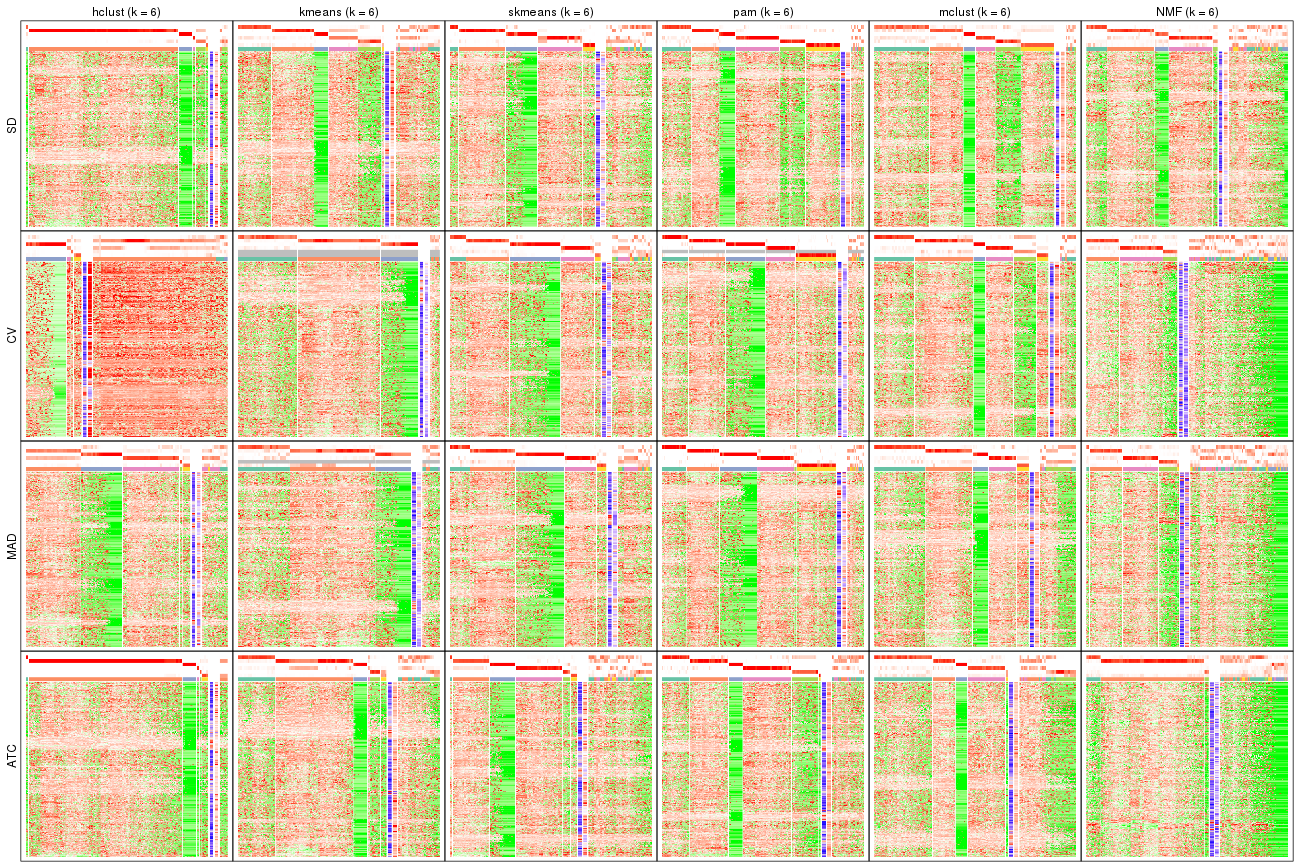 hclust (k = 6) kmeans (k = 6) skmeans (k = 6) pam (k = 6) mclust (k = 6) NMF (k = 6)
SD
CV
MAD
ATC